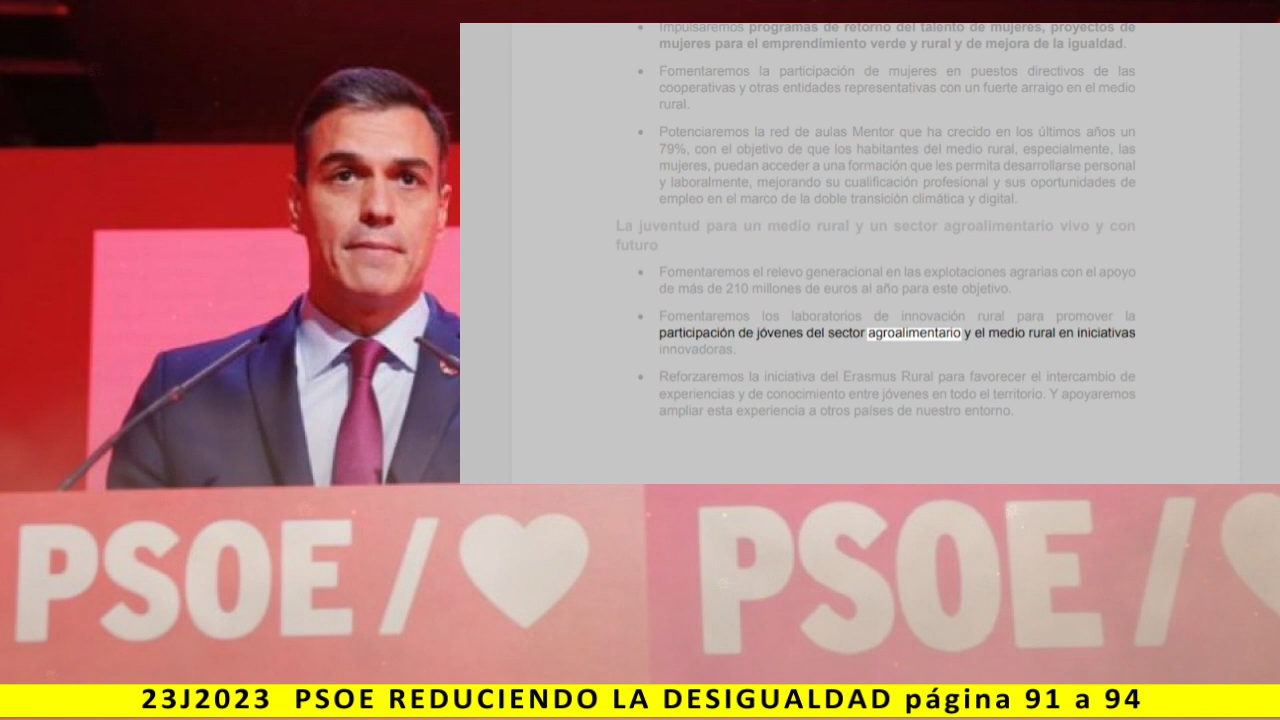 Impulsaremos programas de retorno del talento de mujeres, proyectos de
mujeres para el emprendimiento verde y rural y de mejora de la igualdad.
Fomentaremos la participación de mujeres en puestos directivos de las
cooperativas y otras entidades representativas con un fuerte arraigo en el medio
rural.
Potenciaremos la red de aulas Mentor que ha crecido en los últimos años un
79%, con el objetivo de que los habitantes del medio rural, especialmente, las
mujeres, puedan acceder a una formación que les permita desarrollarse personal
y laboralmente, mejorando su cualificación profesional y sus oportunidades de
empleo en el marco de la doble transición climática y digital.
La juventud para un medio rural y un sector agroalimentario vivo y con
futuro
Fomentaremos el relevo generacional en las explotaciones agrarias con el apoyo
de más de 210 millones de euros al año para este objetivo.
Fomentaremos los laboratorios de innovación rural para promover la
participación de jóvenes del sector agroalimentario y el medio rural en iniciativas
innovadoras.
Reforzaremos la iniciativa del Erasmus Rural para favorecer el intercambio de
experiencias y de conocimiento entre jóvenes en todo el territorio. Y apoyaremos
ampliar esta experiencia a otros países de nuestro entorno.
PSOE /
PSOE /
23J2023 PSOE REDUCIENDO LA DESIGUALDAD página 91 a 94